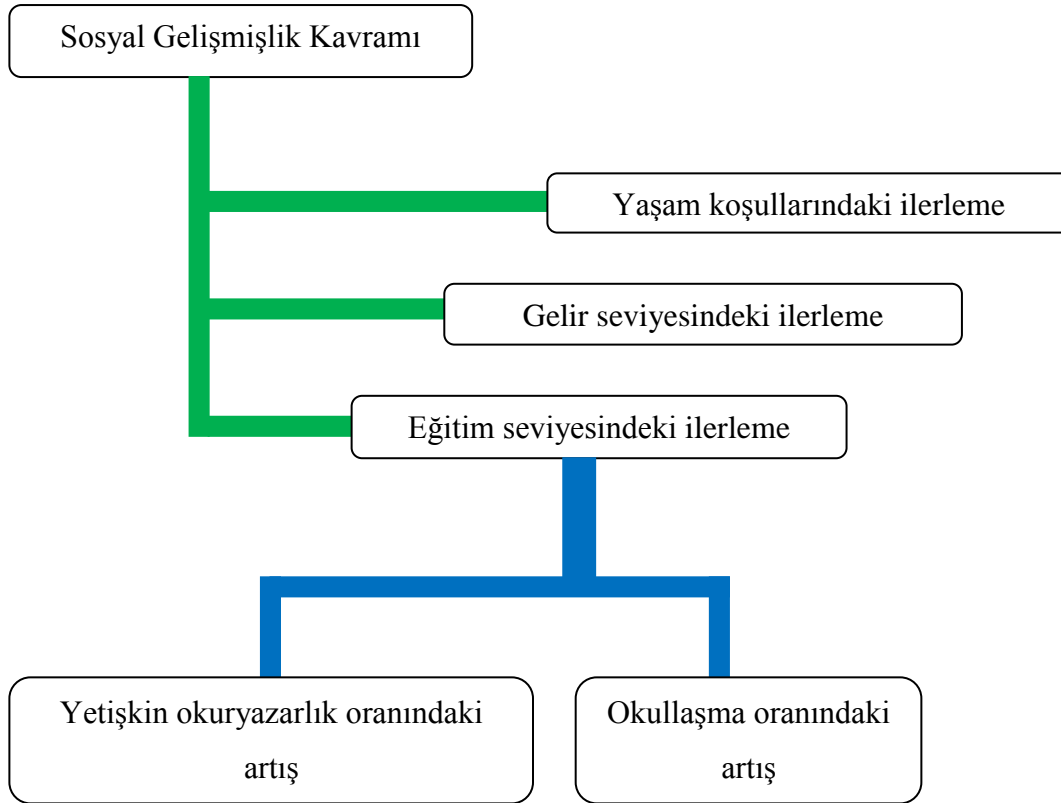 Sosyal Gelişmişlik Kavramı
Yaşam koşullarındaki ilerleme
Gelir seviyesindeki ilerleme
Eğitim seviyesindeki ilerleme
Yetişkin okuryazarlık oranındaki
artış
Okullaşma oranındaki
artış